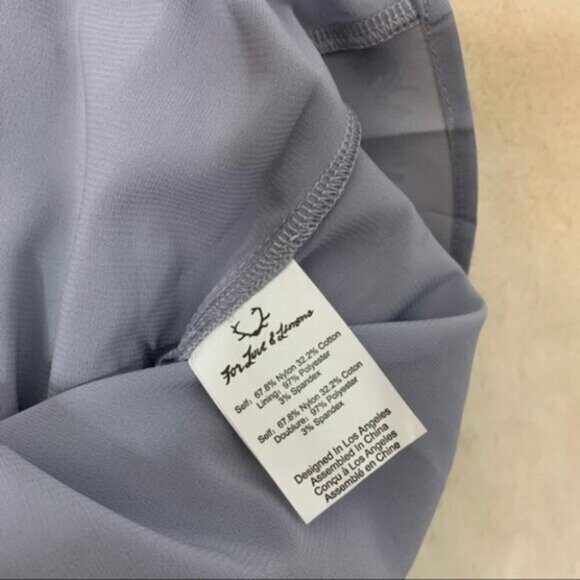 For Love & Lemons
Self: 67.8% Nylon 32.2% Cotton
Lining: 97% Polyester
3% Spandex
Self: 67.8% Nylon 32.2% Coton
Doublure: 97% Polyester
3% Spandex
Designed In Los Angeles
Assembled In China
Conçu à Los Angeles
Assemblé en Chine